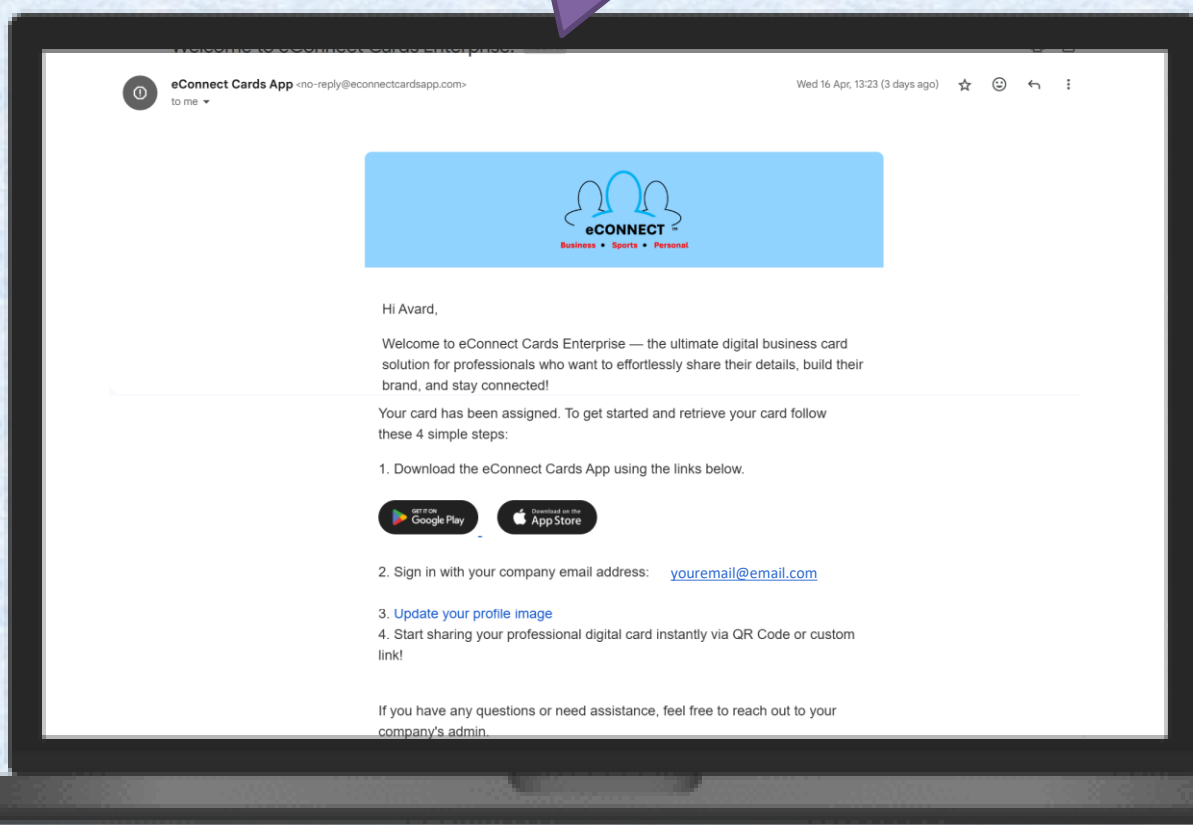 Welcome to eConnect Cards Enterprise!
eConnect Cards App <no-reply@econnectcardsapp.com>
Wed 16 Apr, 13:23 (3 days ago)
to me
eCONNECT ™
Business • Sports • Personal
Hi Avard,
Welcome to eConnect Cards Enterprise — the ultimate digital business card
solution for professionals who want to effortlessly share their details, build their
brand, and stay connected!
Your card has been assigned. To get started and retrieve your card follow
these 4 simple steps:
1. Download the eConnect Cards App using the links below.
GET IT ON
Google Play
Download on the
App Store
2. Sign in with your company email address: youremail@email.com
3. Update your profile image
4. Start sharing your professional digital card instantly via QR Code or custom
link!
If you have any questions or need assistance, feel free to reach out to your
company's admin.